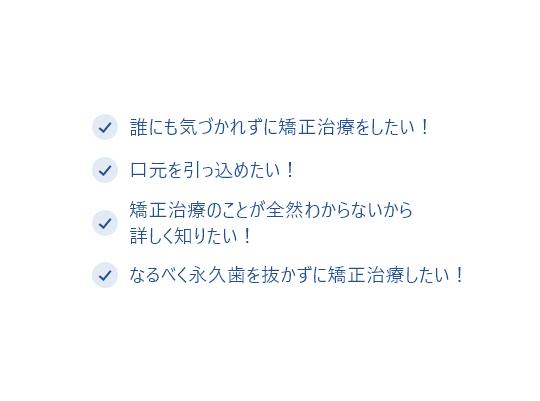 誰にも気づかれずに矯正治療をしたい！
口元を引っ込めたい！
矯正治療のことが全然わからないから
詳しく知りたい！
なるべく永久歯を抜かずに矯正治療したい！